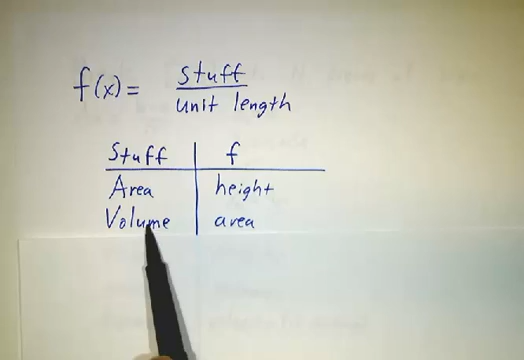 f(x) = stuff / unit length
Stuff | f
Area | height
Volume | area